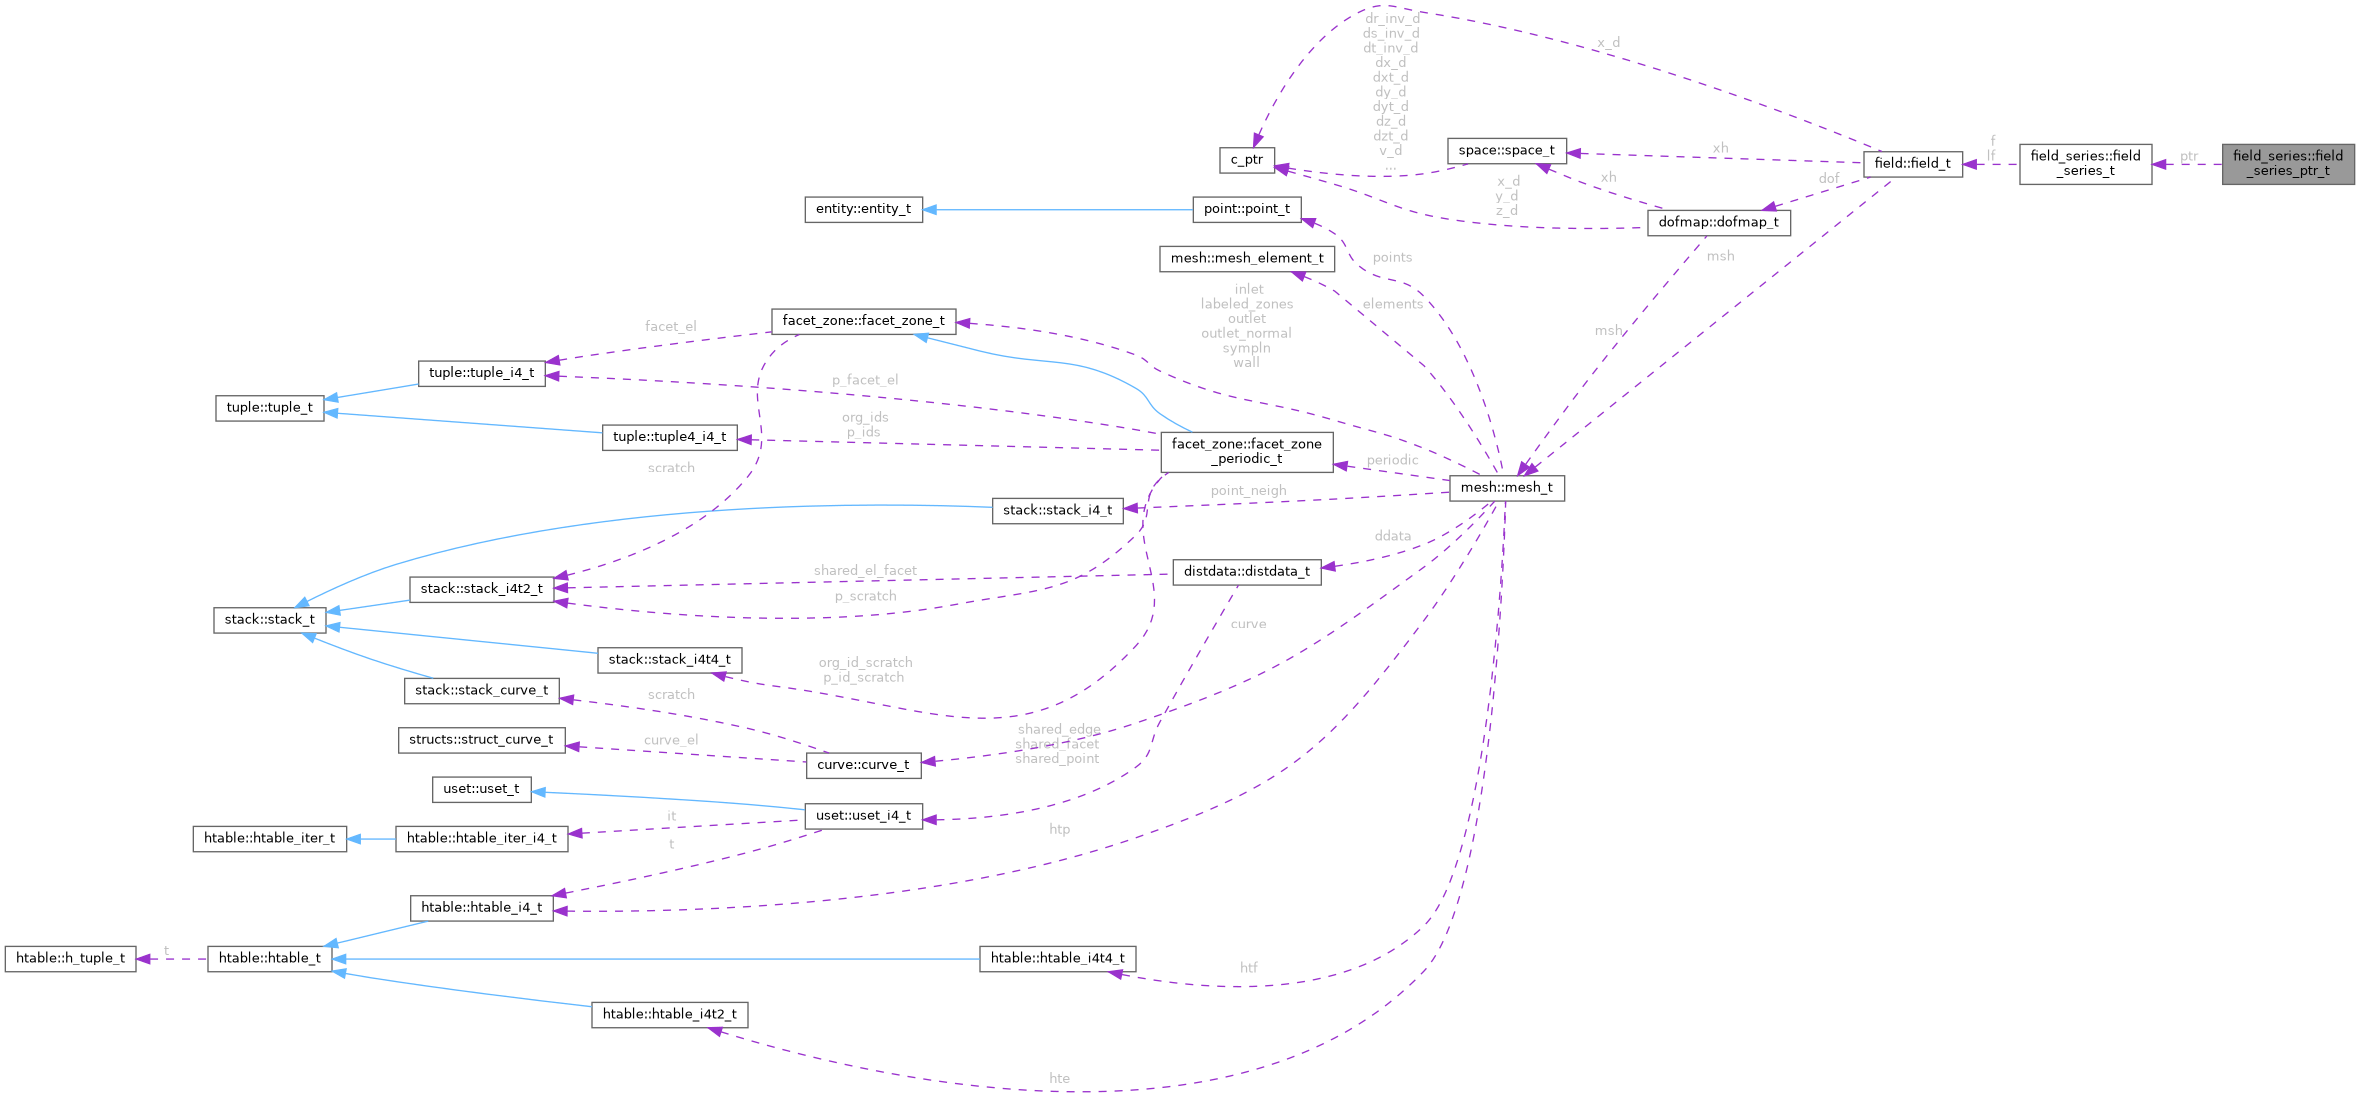 dr_inv_d
ds_inv_d
dt_inv_d
dx_d
dxt_d
dy_d
dyt_d
dz_d
dzt_d
v_d
...
x_d
c_ptr
space::space_t
xh
field::field_t
f
lf
field_series::field
_series_t
ptr
field_series::field
_series_ptr_t
xh
dof
x_d
y_d
z_d
entity::entity_t
point::point_t
dofmap::dofmap_t
mesh::mesh_element_t
points
msh
inlet
labeled_zones
outlet
outlet_normal
sympln
wall
elements
facet_zone::facet_zone_t
facet_el
msh
tuple::tuple_i4_t
p_facet_el
tuple::tuple_t
org_ids
p_ids
tuple::tuple4_i4_t
facet_zone::facet_zone
_periodic_t
periodic
scratch
mesh::mesh_t
point_neigh
stack::stack_i4_t
ddata
shared_el_facet
distdata::distdata_t
stack::stack_i4t2_t
p_scratch
stack::stack_t
curve
stack::stack_i4t4_t
org_id_scratch
p_id_scratch
stack::stack_curve_t
scratch
shared_edge
shared_facet
shared_point
structs::struct_curve_t
curve_el
curve::curve_t
uset::uset_t
it
t
uset::uset_i4_t
htp
htable::htable_iter_t
htable::htable_iter_i4_t
htable::htable_i4_t
htable::h_tuple_t
t
htable::htable_t
htable::htable_i4t4_t
htf
htable::htable_i4t2_t
hte